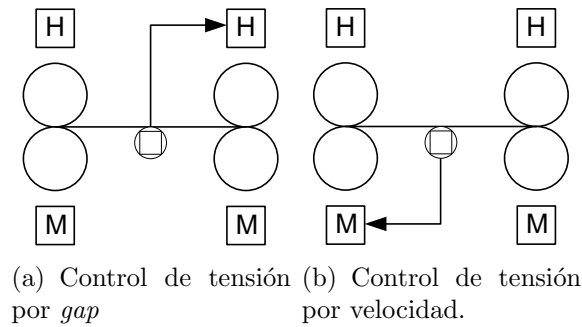 H H H H
M M M M
(a) Control de tensión (b) Control de tensión
por gap por velocidad.